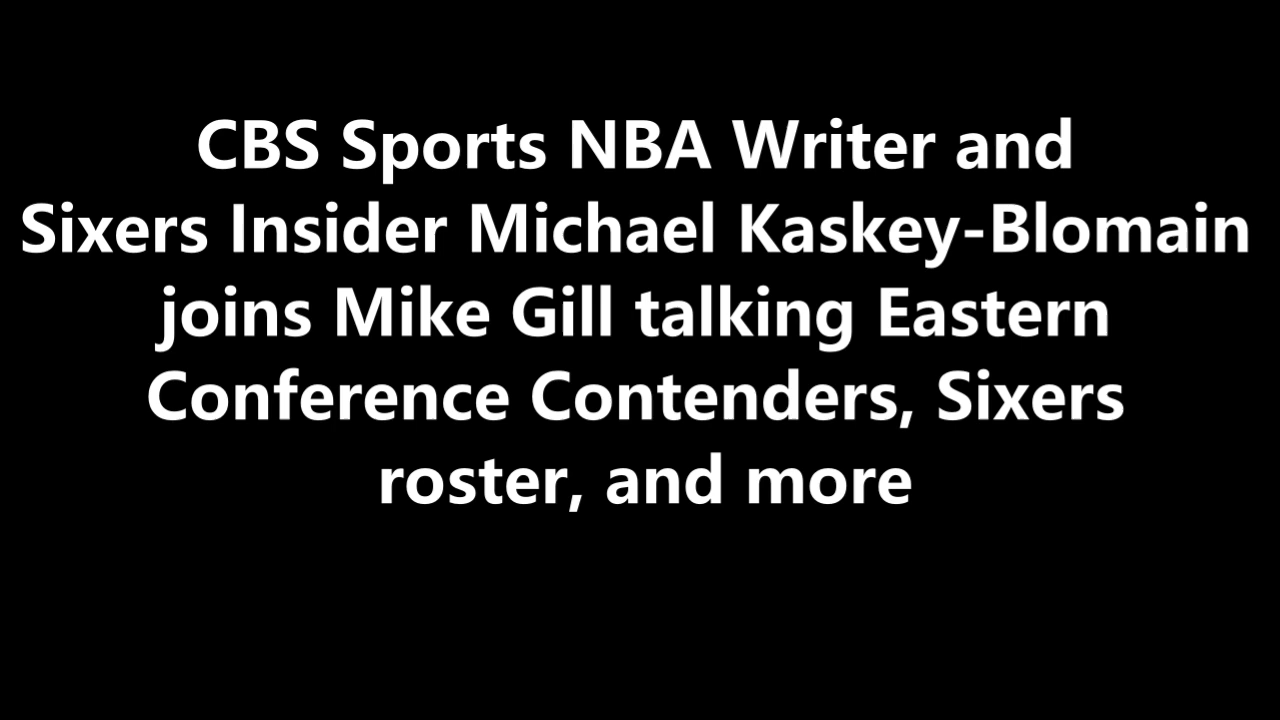 CBS Sports NBA Writer and
Sixers Insider Michael Kaskey-Blomain
joins Mike Gill talking Eastern
Conference Contenders, Sixers
roster, and more